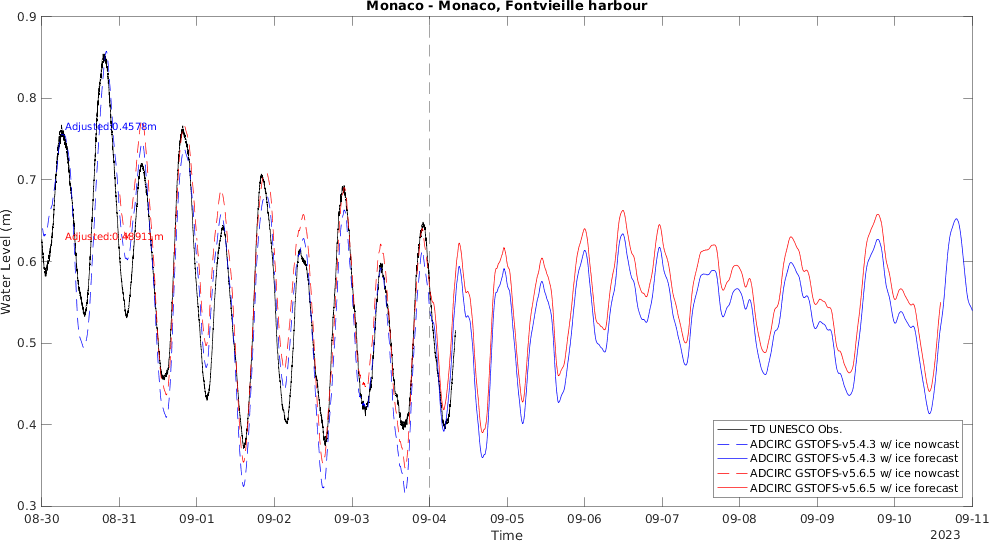 Monaco - Monaco, Fontvieille harbour
0.9
0.8
0.7
0.6
0.5
0.4
0.3
Water Level (m)
Adjusted:0.4578m
TD UNESCO Obs.
ADCIRC GSTOFS-v5.4.3 w/ ice nowcast
ADCIRC GSTOFS-v5.4.3 w/ ice forecast
ADCIRC GSTOFS-v5.6.5 w/ ice nowcast
ADCIRC GSTOFS-v5.6.5 w/ ice forecast
08-30 08-31 09-01 09-02 09-03 09-04 09-05 09-06 09-07 09-08 09-09 09-10 09-11
Time
2023